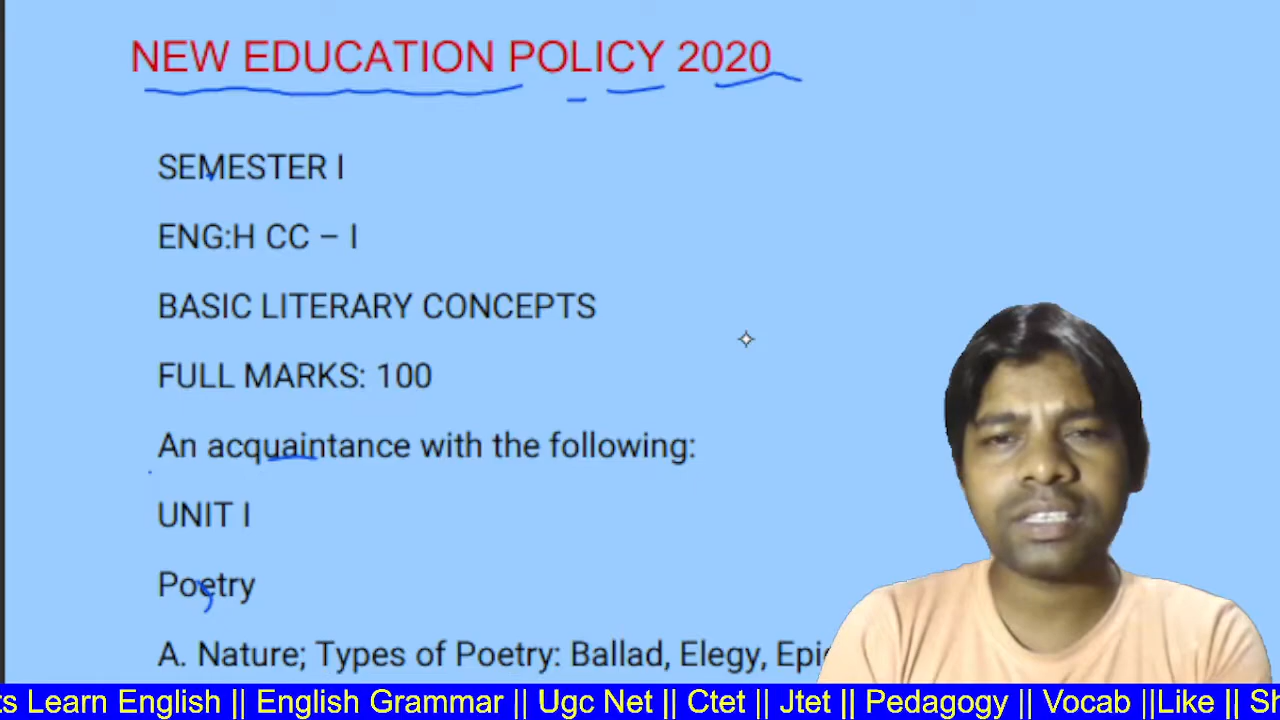 NEW EDUCATION POLICY 2020
SEMESTER I
ENG:H CC – I
BASIC LITERARY CONCEPTS
FULL MARKS: 100
An acquaintance with the following:
UNIT I
Poetry
A. Nature; Types of Poetry: Ballad, Elegy,
Learn English || English Grammar || Ugc Net || Ctet || Jtet || Pedagogy || Vocab ||Like ||